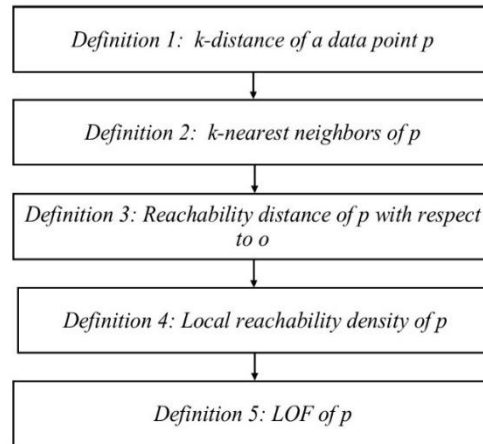 Definition 1: k-distance of a data point p
Definition 2: k-nearest neighbors of p
Definition 3: Reachability distance of p with respect
to o
Definition 4: Local reachability density of p
Definition 5: LOF of p